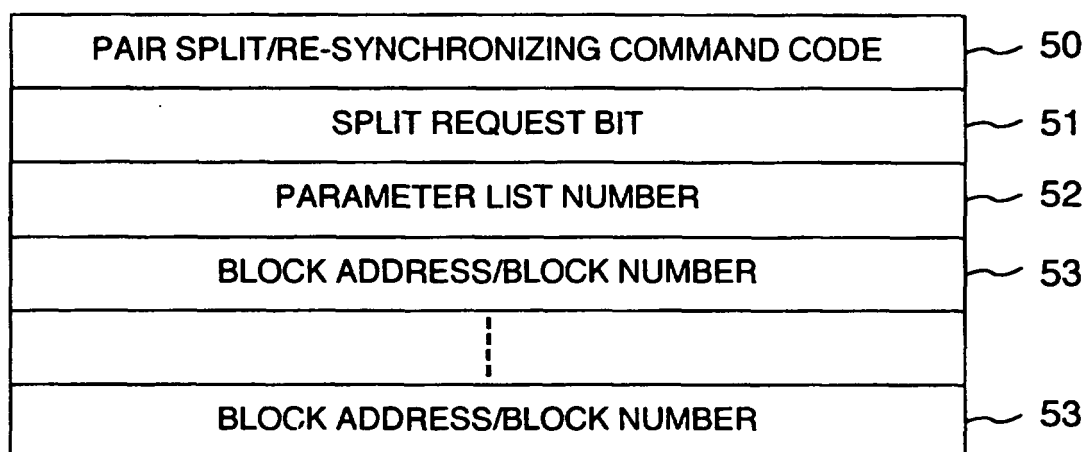 PAIR SPLIT/RE-SYNCHRONIZING COMMAND CODE 50
SPLIT REQUEST BIT 51
PARAMETER LIST NUMBER 52
BLOCK ADDRESS/BLOCK NUMBER 53
BLOCK ADDRESS/BLOCK NUMBER 53